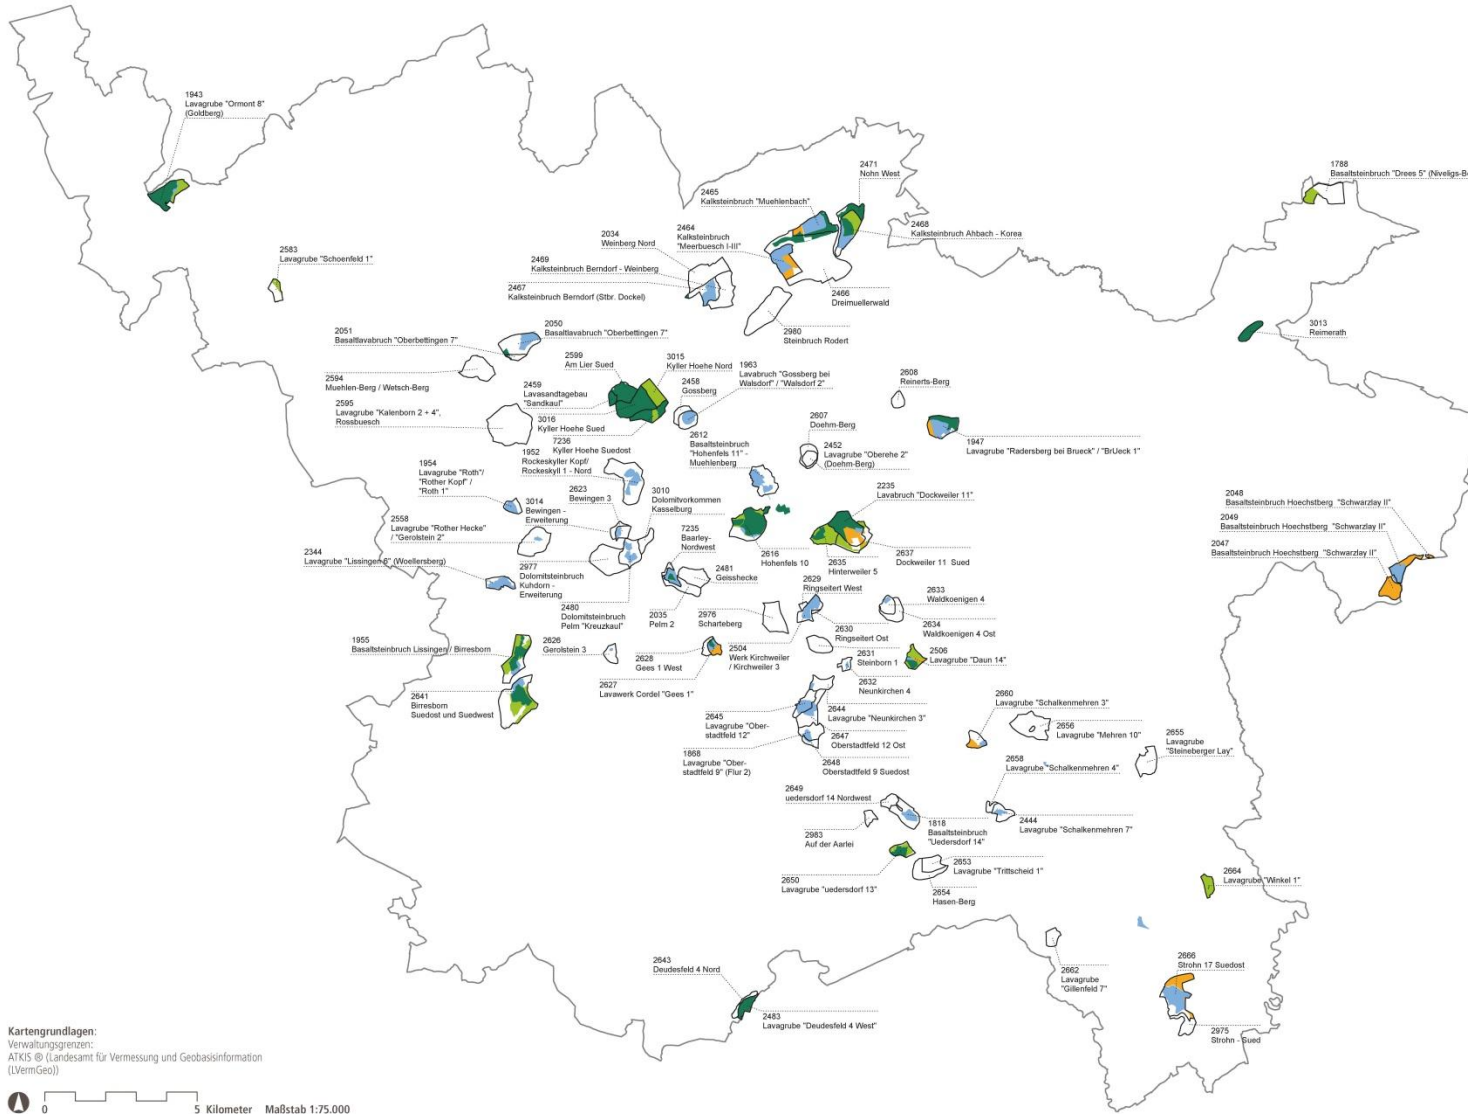 1943
Lavagrube "Ormont 8"
(Goldberg)
2471
Nohn West
1788
Basaltsteinbruch "Drees 5" (Niveligs-Be
2465
Kalksteinbruch "Muehlenbach"
2468
Kalksteinbruch Ahbach - Korea
2464
Kalksteinbruch
"Meerbuesch I-III"
2034
Weinberg Nord
2583
Lavagrube "Schoenfeld 1"
2469
Kalksteinbruch Berndorf - Weinberg
2467
Kalksteinbruch Berndorf (Stbr. Dockel)
2466
Dreimuellerwald
2980
Steinbruch Rodert
3013
Reimerath
2051
Basaltlavabruch "Oberbettingen 7"
2050
Basaltlavabruch "Oberbettingen 7"
2599
Am Lier Sued
3015
Kyller Hoehe Nord
1963
Lavabruch "Gossberg bei
Walsdorf" / "Walsdorf 2"
2594
Muehlen-Berg / Wetsch-Berg
2459
Lavasandtagebau
"Sandkaul"
2458
Gossberg
2608
Reinerts-Berg
2595
Lavagrube "Kalenborn 2 + 4",
Rossbuesch
3016
Kyller Hoehe Sued
7236
Kyller Hoehe Suedost
2612
Basaltsteinbruch
"Hohenfels 11" -
Muehlenberg
2607
Doehm-Berg
2452
Lavagrube "Oberehe 2"
(Doehm-Berg)
1947
Lavagrube "Radersberg bei Brueck" / "BrUeck 1"
1952
Rockeskyller Kopf/
Rockeskyll 1 - Nord
1954
Lavagrube "Roth"/
"Rother Kopf" /
"Roth 1"
2623
Bewingen 3
3014
Bewingen -
Erweiterung
3010
Dolomitvorkommen
Kasselburg
2235
Lavabruch "Dockweiler 11"
2048
Basaltsteinbruch Hoechstberg "Schwarzlay II"
2049
Basaltsteinbruch Hoechstberg "Schwarzlay II"
2047
Basaltsteinbruch Hoechstberg "Schwarzlay II"
2558
Lavagrube "Rother Hecke"
/ "Gerolstein 2"
7235
Baarley-
Nordwest
2344
Lavagrube "Lissingen 6" (Woellersberg)
2977
Dolomitsteinbruch
Kuhdorn -
Erweiterung
2481
Geisshecke
2616
Hohenfels 10
2635
Hinterweiler 5
2637
Dockweiler 11 Sued
2629
Ringseitert West
2633
Waldkoenigen 4
2480
Dolomitsteinbruch
Pelm "Kreuzkaul"
2035
Pelm 2
2976
Scharteberg
2634
Waldkoenigen 4 Ost
2630
Ringseitert Ost
1955
Basaltsteinbruch Lissingen / Birresborn
2626
Gerolstein 3
2628
Gees 1 West
2504
Werk Kirchweiler
/ Kirchweiler 3
2631
Steinborn 1
2506
Lavagrube "Daun 14"
2627
Lavawerk Cordel "Gees 1"
2632
Neunkirchen 4
2641
Birresborn
Suedost und Suedwest
2645
Lavagrube "Ober-
stadtfeld 12"
2644
Lavagrube "Neunkirchen 3"
2660
Lavagrube "Schalkenmehren 3"
2656
Lavagrube "Mehren 10"
2655
Lavagrube
"Steineberger Lay"
2647
Oberstadtfeld 12 Ost
1868
Lavagrube "Ober-
stadtfeld 9" (Flur 2)
2648
Oberstadtfeld 9 Suedost
2658
Lavagrube "Schalkenmehren 4"
2649
uedersdorf 14 Nordwest
2983
Auf der Aarlei
1818
Basaltsteinbruch
"Uedersdorf 14"
2444
Lavagrube "Schalkenmehren 7"
2653
Lavagrube "Trittscheid 1"
2650
Lavagrube "uedersdorf 13"
2654
Hasen-Berg
2664
Lavagrube "Winkel 1"
2643
Deudesfeld 4 Nord
2662
Lavagrube
"Gillenfeld 7"
2666
Strohn 17 Suedost
2483
Lavagrube "Deudesfeld 4 West"
2975
Strohn - Sued
Kartengrundlagen:
Verwaltungsgrenzen:
ATKIS ® (Landesamt für Vermessung und Geobasisinformation
(LVermGeo))
0 5 Kilometer Maßstab 1:75.000